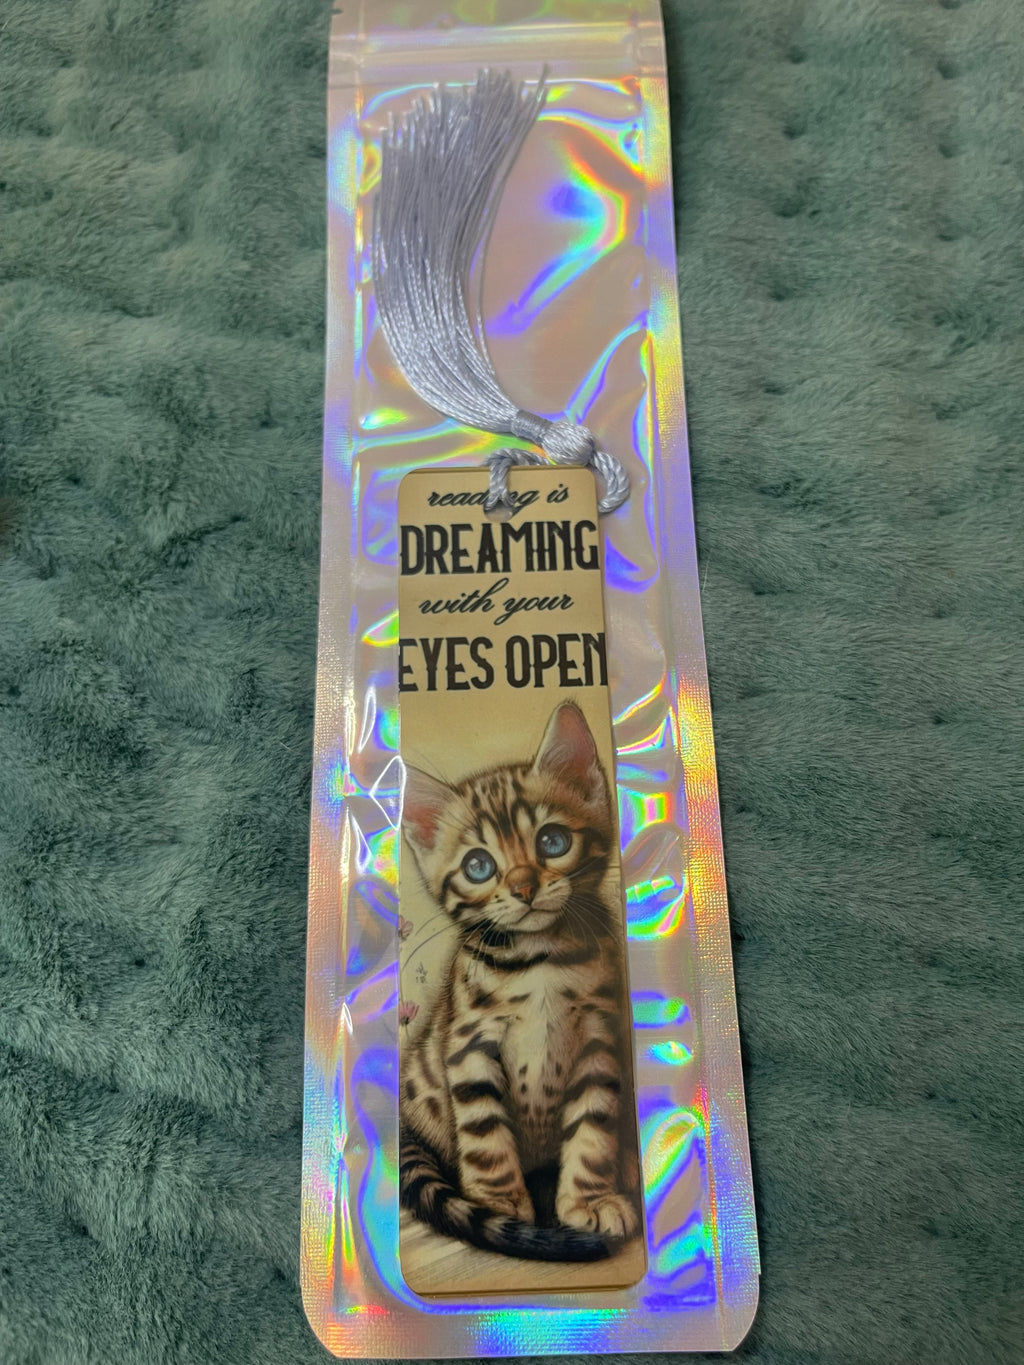 reading is
DREAMING
with your
EYES OPEN